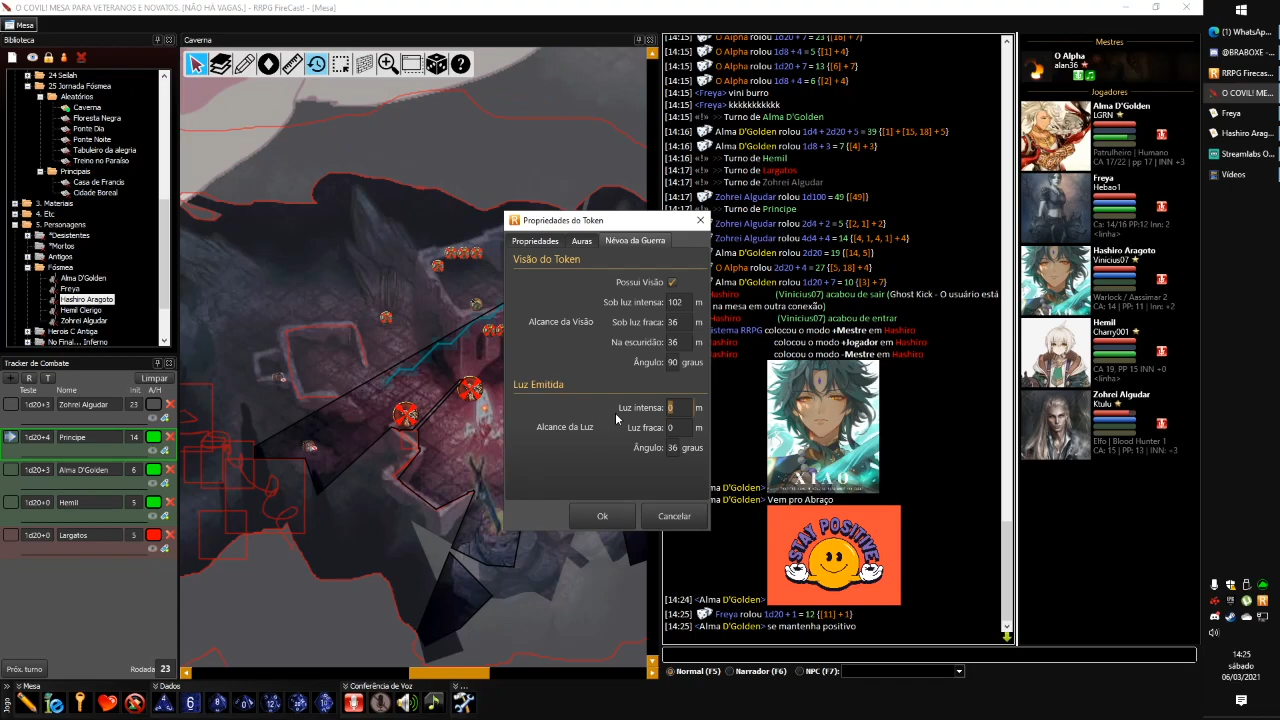 O COVIL! MESA PARA VETERANOS E NOVATOS. [NÃO HÁ VAGAS.] - RRPG FireCast! - [Mesa]
Mesa
Biblioteca
24 Seilah
25 Jornada Fósmea
Aleatórios
Caverna
Floresta Negra
Ponte Dia
Ponte Noite
Tabuleiro da alegria
Treino no Paraíso
Principais
Casa de Francis
Cidade Boreal
3. Materiais
4. Etc
5. Personagens
*Desistentes
*Mortos
Antigos
Fósmea
Alma D'Golden
Freya
Hashiro Aragoto
Hemil Clerigo
Zohrei Algudar
Herois C Antiga
No Final... Inferno
Tracker de Combate
+ R T Limpar
Teste Nome Init. A/H
1d20+3 Zohrei Algudar 23
1d20+4 Principe 14
1d20+3 Alma D'Golden 6
1d20+0 Hemil 5
1d20+0 Largatos 5
Próx. turno Rodada 23
Caverna
Propriedades do Token
Propriedades Auras Névoa da Guerra
Visão do Token
Possui Visão
Alcance da Visão
Sob luz intensa: 102 m
Sob luz fraca: 36 m
Na escuridão: 36 m
Ângulo: 90 graus
Luz Emitida
Alcance da Luz
Luz intensa: 0 m
Luz fraca: 0 m
Ângulo: 36 graus
Ok Cancelar
[14:15] O Alpha rolou 1d20 + 7 = 23 {[16] + 7}
[14:15] O Alpha rolou 1d8 + 4 = 5 {[1] + 4}
[14:15] O Alpha rolou 1d20 + 7 = 13 {[6] + 7}
[14:15] O Alpha rolou 1d8 + 4 = 6 {[2] + 4}
[14:15] <Freya> vini burro
[14:15] <Freya> kkkkkkkkkkk
[14:15] «!» >> Turno de Alma D'Golden
[14:16] Alma D'Golden rolou 1d4 + 2d20 + 5 = 39 {[1] + [15, 18] + 5}
[14:16] Alma D'Golden rolou 1d8 + 3 = 7 {[4] + 3}
[14:16] «!» >> Turno de Hemil
[14:17] «!» >> Turno de Largatos
[14:17] «!» >> Turno de Zohrei Algudar
[14:17] Zohrei Algudar rolou 1d100 = 49 {[49]}
[14:17] «!» >> Turno de Principe
Zohrei Algudar rolou 2d4 + 2 = 5 {[2, 1] + 2}
Zohrei Algudar rolou 4d4 + 4 = 14 {[4, 1, 4, 1] + 4}
Alma D'Golden rolou 2d20 = 19 {[14, 5]}
O Alpha rolou 4d20 + 4 = 27 {[5, 18] + 4}
Alma D'Golden rolou 1d20 + 7 = 10 {[3] + 7}
Hashiro (Vinicius07) acabou de sair (Ghost Kick - O usuário está
na mesa em outra conexão)
Hashiro (Vinicius07) acabou de entrar
istema RRPG colocou o modo +Mestre em Hashiro
ashiro colocou o modo +Jogador em Hashiro
ashiro colocou o modo -Mestre em Hashiro
XIAO
ma D'Golden>
ma D'Golden> Vem pro Abraço
STAY POSITIVE
[14:24] <Alma D'Golden>
[14:25] Freya rolou 1d20 + 1 = 12 {[11] + 1}
[14:25] <Alma D'Golden> se mantenha positivo
Normal (F5) Narrador (F6) NPC (F7):
Jogo
Mesa Dados Conferência de Voz ...
Mestres
O Alpha
alan36
Jogadores
Alma D'Golden
LGRN
Patrulheiro | Humano
CA 17/22 | pp 17 | INN +3
Freya
Hebao1
Ca: 14/16 PP:12 Inn: 2
<linha>
Hashiro Aragoto
Vinicius07
Warlock / Aassimar 2
CA: 14 | PP: 11 | Inn: +2
Hemil
Charry001
CA 19, PP 15 INN +0
<linha>
Zohrei Algudar
Ktulu
Elfo | Blood Hunter 1
CA: 15 | PP: 13 | INN: +3
(1) WhatsAp...
@BRABOXE- ...
RRPG Firecas...
O COVIL! ME...
Freya
Hashiro Arag...
Streamlabs O...
Vídeos
14:25
sábado
06/03/2021